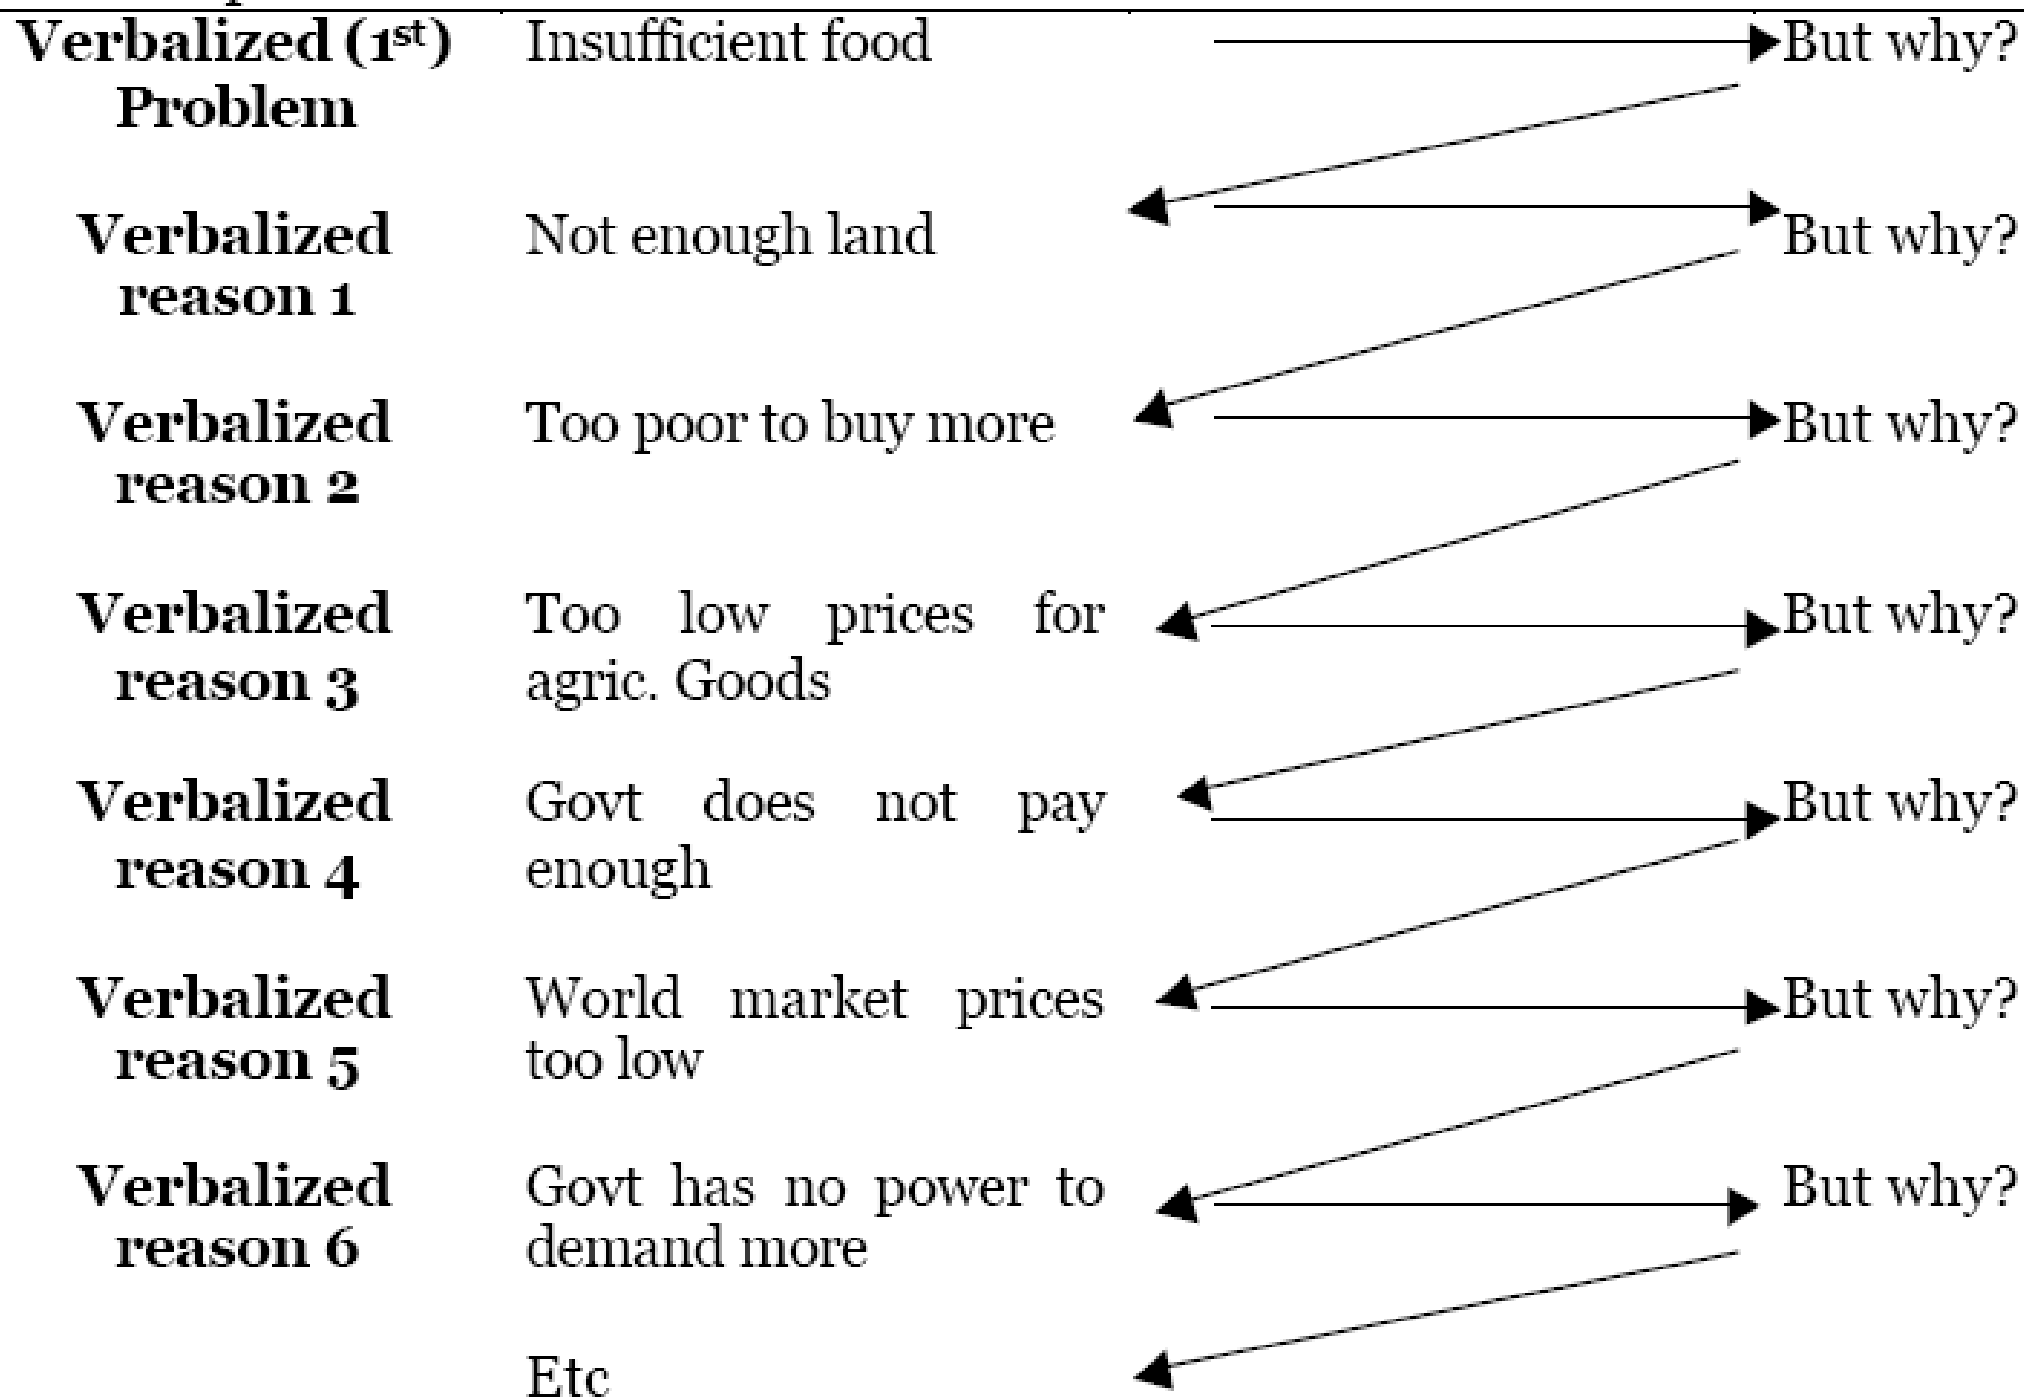 Verbalized (1st) Insufficient food But why?
Problem
Verbalized Not enough land But why?
reason 1
Verbalized Too poor to buy more But why?
reason 2
Verbalized Too low prices for But why?
reason 3 agric. Goods
Verbalized Govt does not pay But why?
reason 4 enough
Verbalized World market prices But why?
reason 5 too low
Verbalized Govt has no power to But why?
reason 6 demand more
Etc